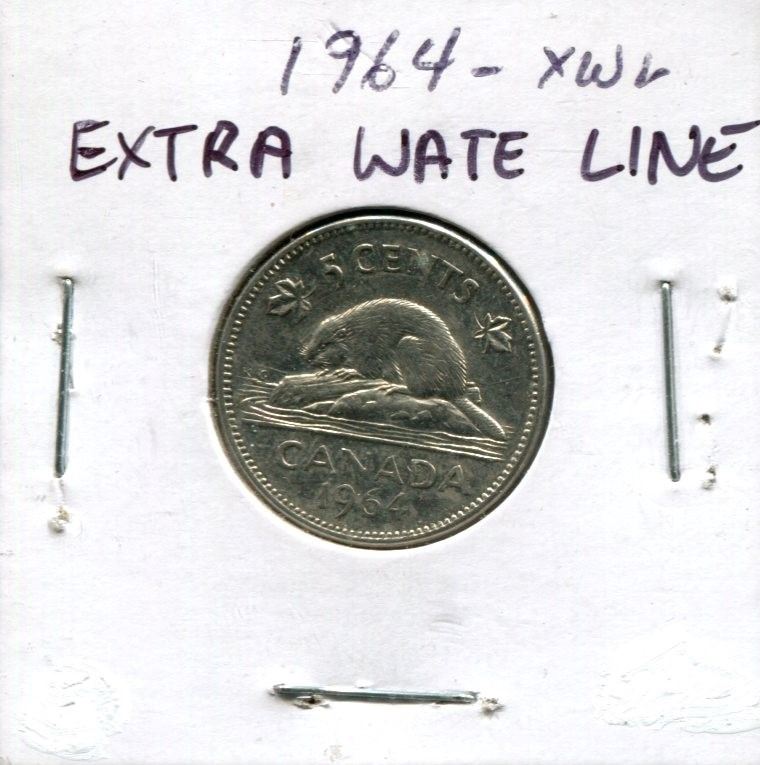 1964 - XWL
EXTRA WATE LINE
5 CENTS
K G
CANADA
1964